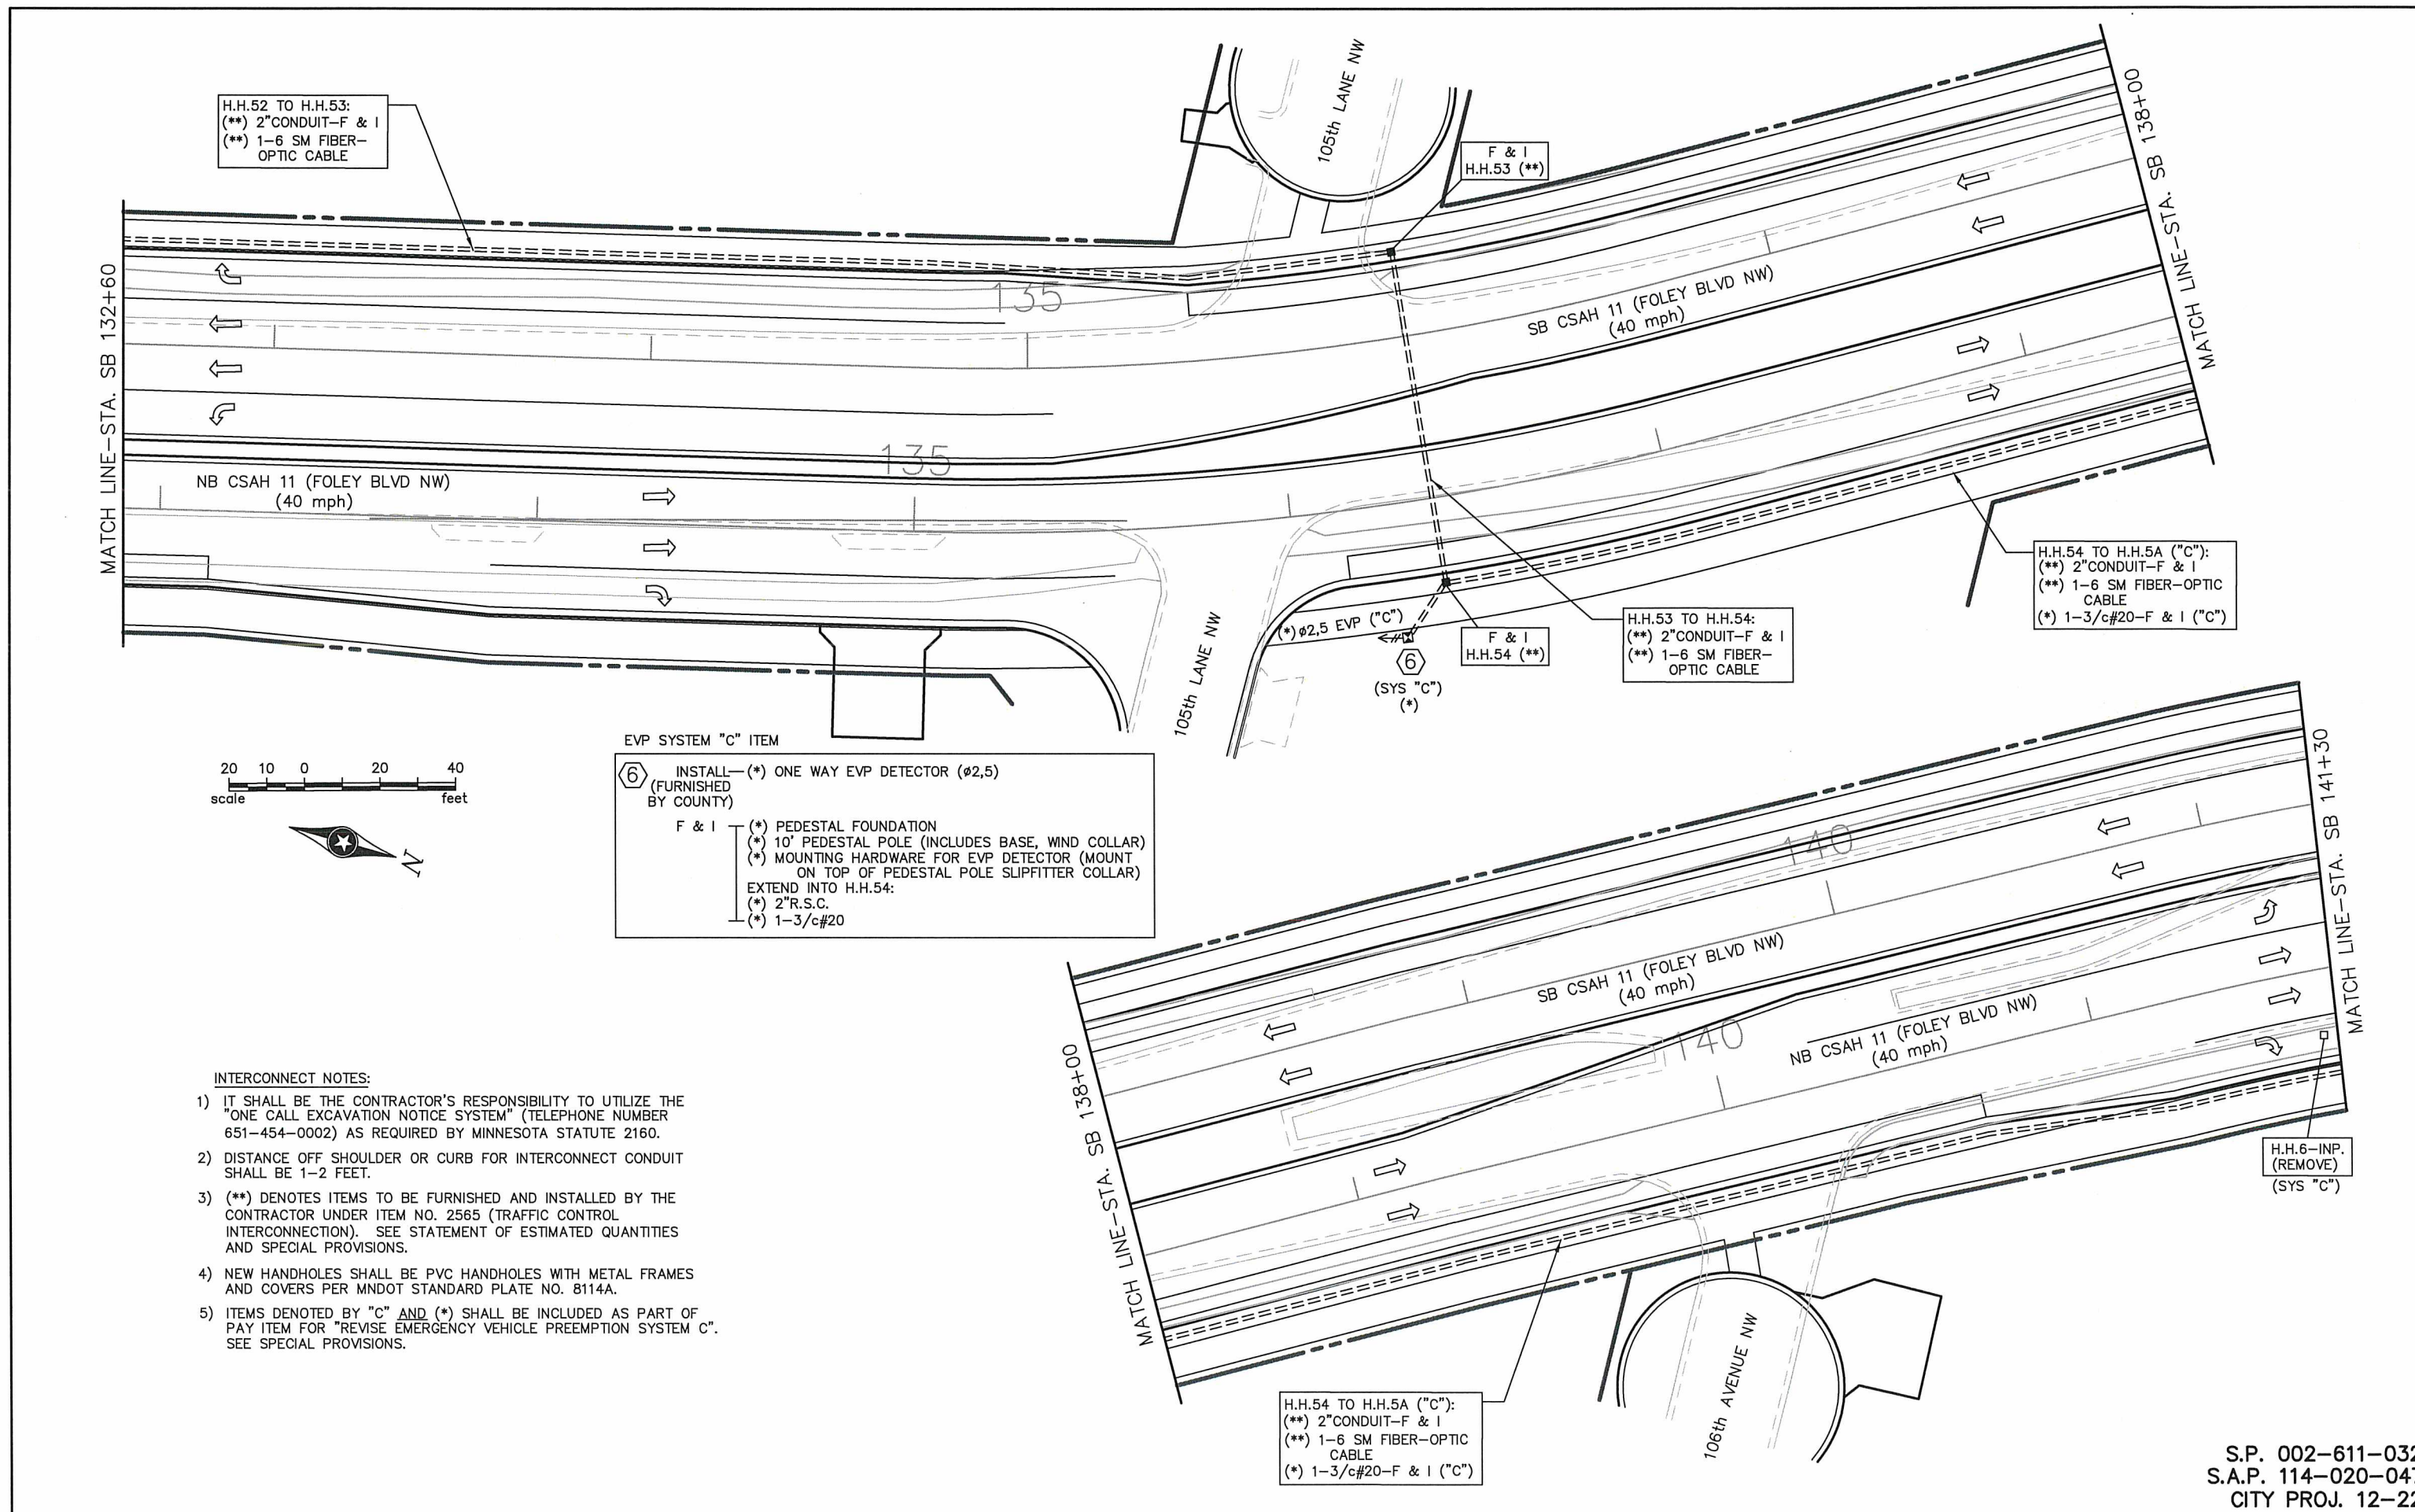 H.H.52 TO H.H.53:
(**) 2"CONDUIT-F & I
(**) 1-6 SM FIBER-
OPTIC CABLE
105th LANE NW
F & I
H.H.53 (**)
MATCH LINE-STA. SB 138+00
MATCH LINE-STA. SB 132+60
135
SB CSAH 11 (FOLEY BLVD NW)
(40 mph)
135
NB CSAH 11 (FOLEY BLVD NW)
(40 mph)
H.H.54 TO H.H.5A ("C"):
(**) 2"CONDUIT-F & I
(**) 1-6 SM FIBER-OPTIC
CABLE
(*) 1-3/c#20-F & I ("C")
(*) ø2,5 EVP ("C")
6
(SYS "C")
(*)
F & I
H.H.54 (**)
H.H.53 TO H.H.54:
(**) 2"CONDUIT-F & I
(**) 1-6 SM FIBER-
OPTIC CABLE
105th LANE NW
20 10 0 20 40
scale feet
N
EVP SYSTEM "C" ITEM
6 INSTALL-(*) ONE WAY EVP DETECTOR (ø2,5)
(FURNISHED
BY COUNTY)
F & I (*) PEDESTAL FOUNDATION
(*) 10' PEDESTAL POLE (INCLUDES BASE, WIND COLLAR)
(*) MOUNTING HARDWARE FOR EVP DETECTOR (MOUNT
ON TOP OF PEDESTAL POLE SLIPFITTER COLLAR)
EXTEND INTO H.H.54:
(*) 2"R.S.C.
(*) 1-3/c#20
MATCH LINE-STA. SB 141+30
140
SB CSAH 11 (FOLEY BLVD NW)
(40 mph)
140
NB CSAH 11 (FOLEY BLVD NW)
(40 mph)
MATCH LINE-STA. SB 138+00
H.H.6-INP.
(REMOVE)
(SYS "C")
INTERCONNECT NOTES:
1) IT SHALL BE THE CONTRACTOR'S RESPONSIBILITY TO UTILIZE THE
"ONE CALL EXCAVATION NOTICE SYSTEM" (TELEPHONE NUMBER
651-454-0002) AS REQUIRED BY MINNESOTA STATUTE 216D.
2) DISTANCE OFF SHOULDER OR CURB FOR INTERCONNECT CONDUIT
SHALL BE 1-2 FEET.
3) (**) DENOTES ITEMS TO BE FURNISHED AND INSTALLED BY THE
CONTRACTOR UNDER ITEM NO. 2565 (TRAFFIC CONTROL
INTERCONNECTION). SEE STATEMENT OF ESTIMATED QUANTITIES
AND SPECIAL PROVISIONS.
4) NEW HANDHOLES SHALL BE PVC HANDHOLES WITH METAL FRAMES
AND COVERS PER MNDOT STANDARD PLATE NO. 8114A.
5) ITEMS DENOTED BY "C" AND (*) SHALL BE INCLUDED AS PART OF
PAY ITEM FOR "REVISE EMERGENCY VEHICLE PREEMPTION SYSTEM C".
SEE SPECIAL PROVISIONS.
H.H.54 TO H.H.5A ("C"):
(**) 2"CONDUIT-F & I
(**) 1-6 SM FIBER-OPTIC
CABLE
(*) 1-3/c#20-F & I ("C")
106th AVENUE NW
S.P. 002-611-032
S.A.P. 114-020-047
CITY PROJ. 12-22